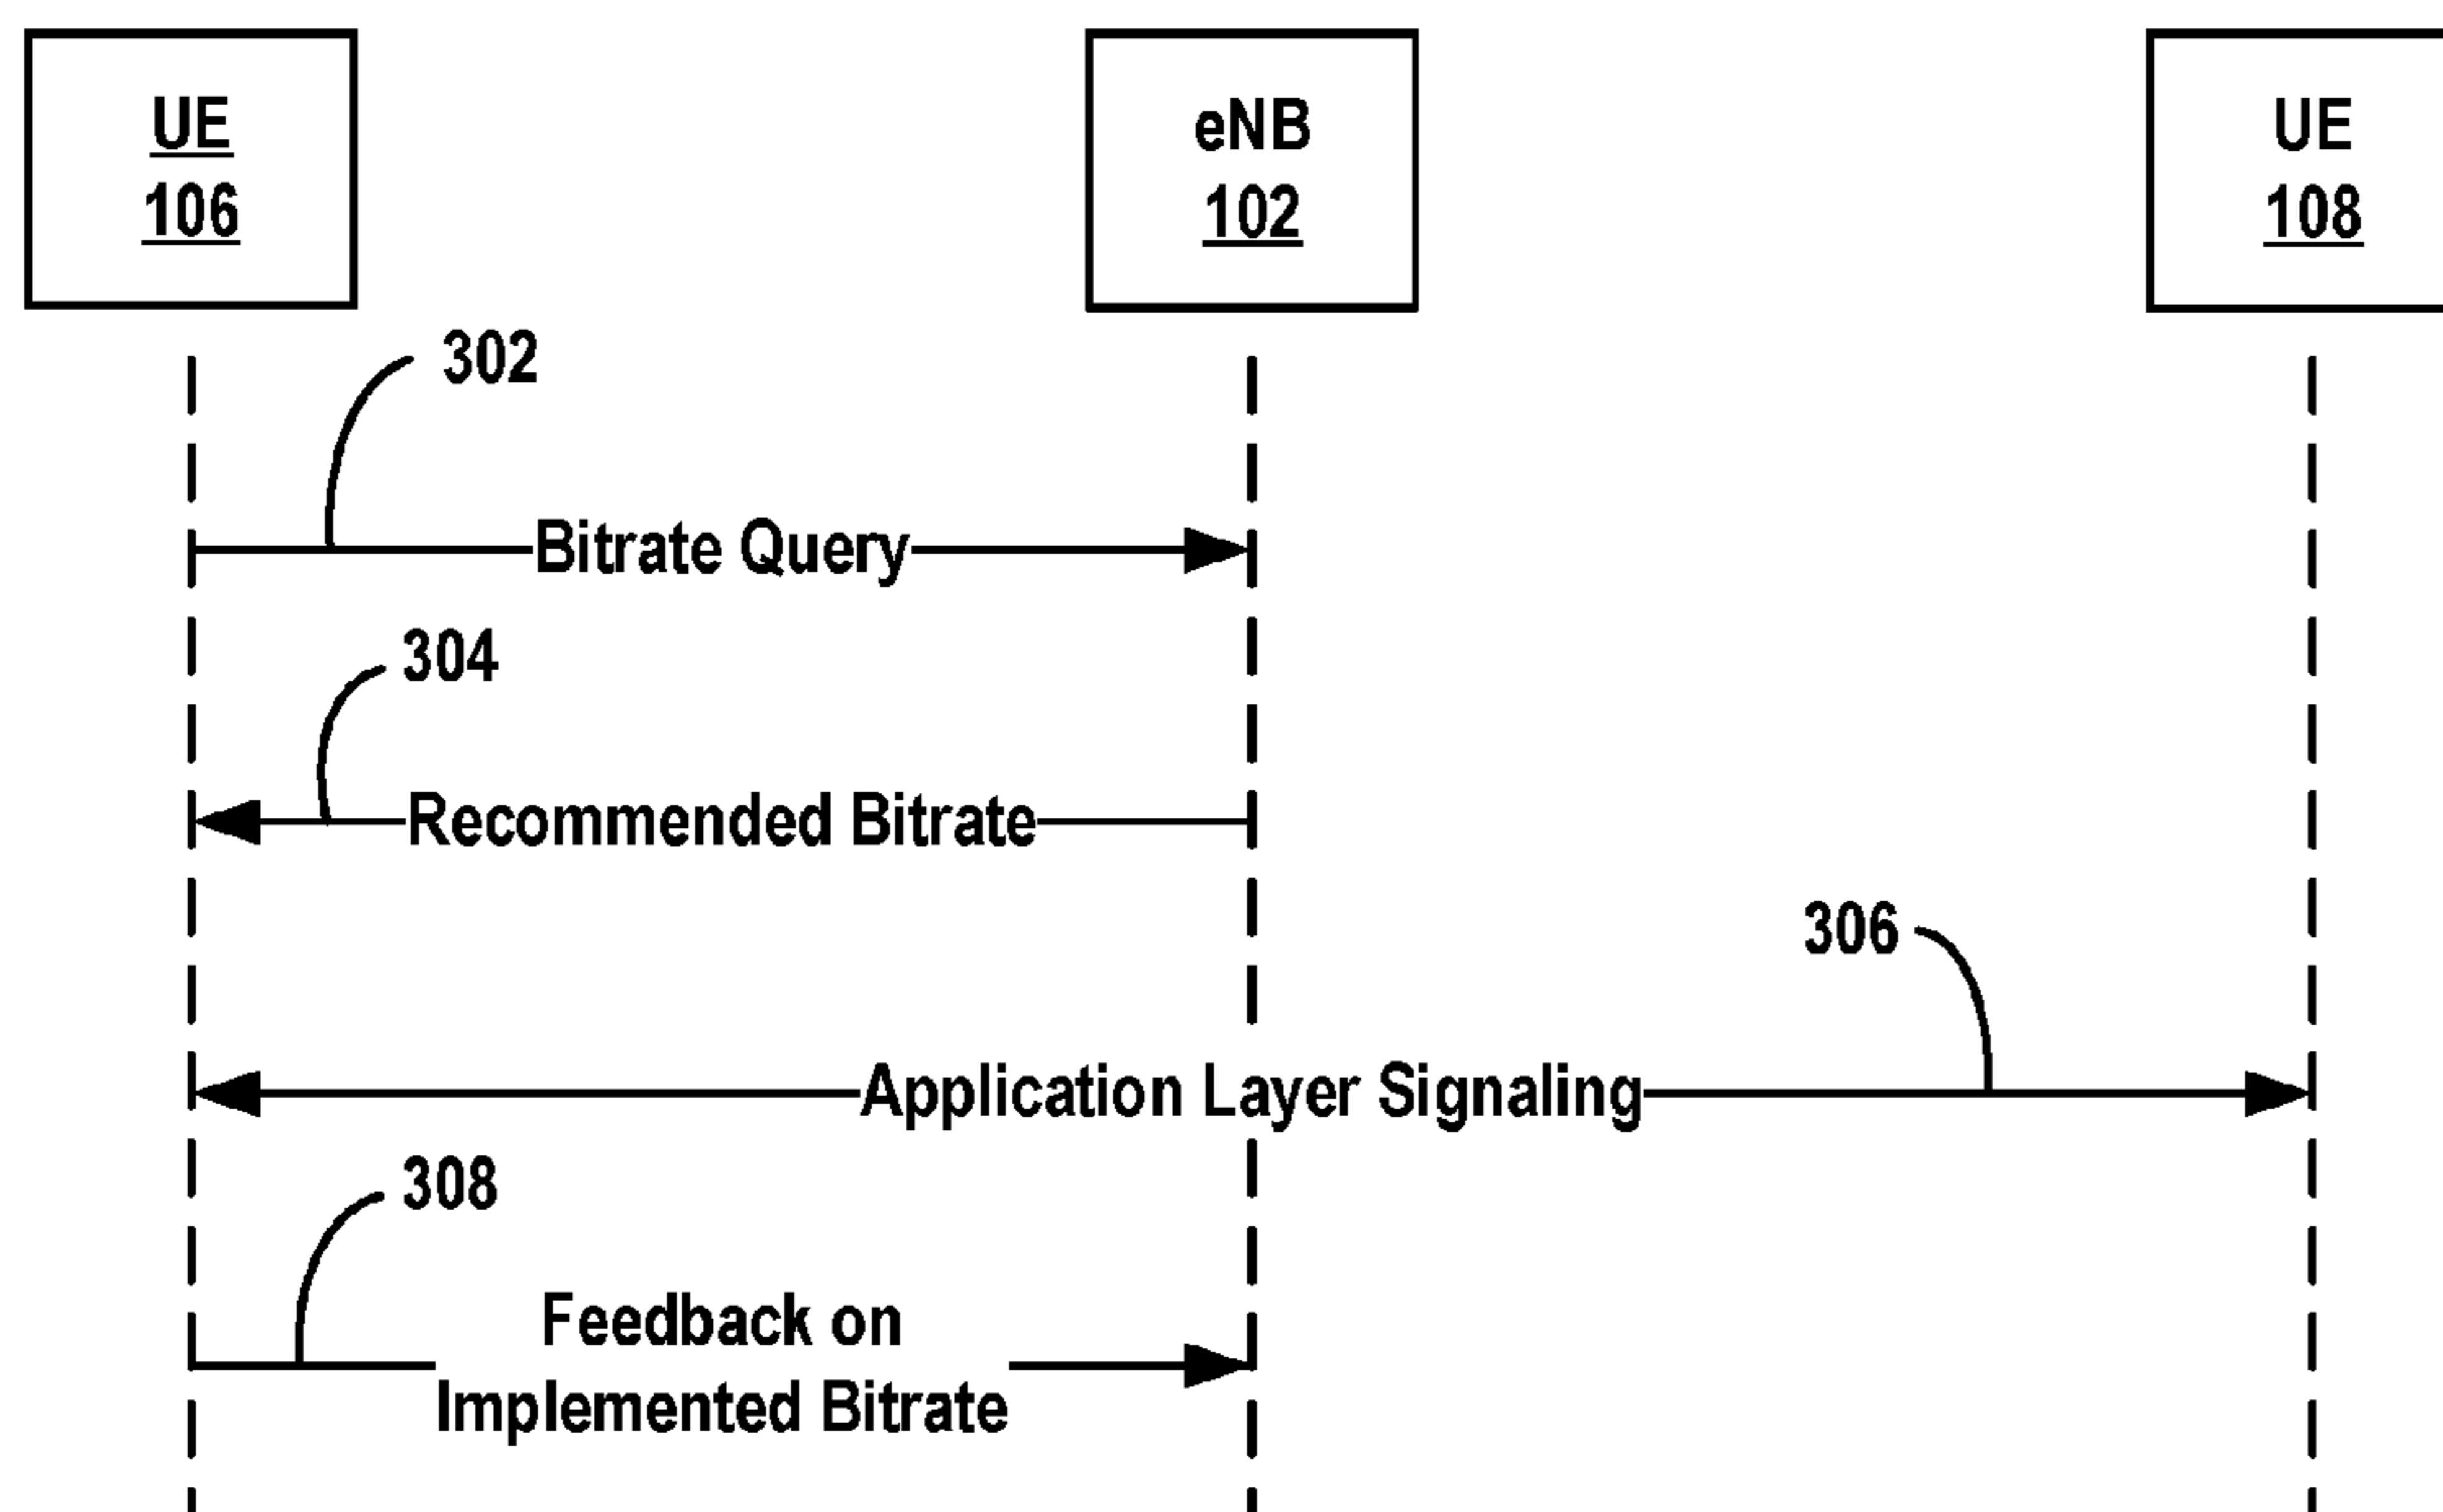 UE
106
eNB
102
UE
108
302
Bitrate Query
304
Recommended Bitrate
306
Application Layer Signaling
308
Feedback on
Implemented Bitrate